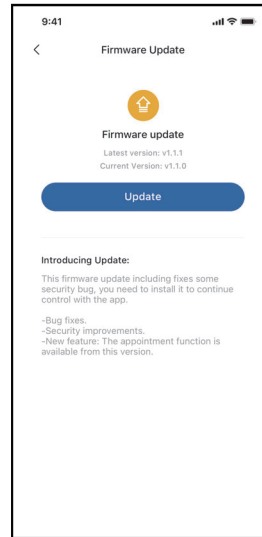 9:41
Firmware Update
Firmware update
Latest version: v1.1.1
Current Version: v1.1.0
Update
Introducing Update:
This firmware update including fixes some
security bug, you need to install it to continue
control with the app.
-Bug fixes.
-Security improvements.
-New feature: The appointment function is
available from this version.